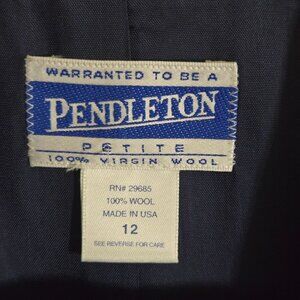 WARRANTED TO BE A
PENDLETON
PETITE
100% VIRGIN WOOL
RN# 29685
100% WOOL
MADE IN USA
12
SEE REVERSE FOR CARE